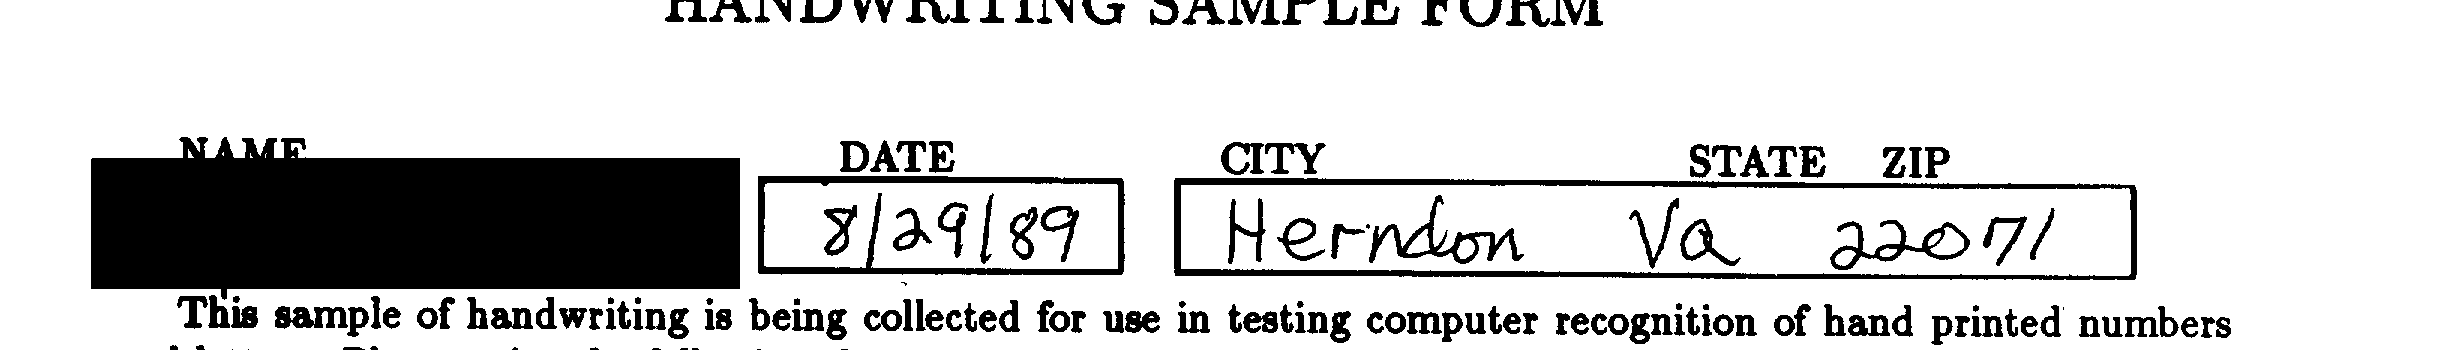 HANDWRITING SAMPLE FORM
NAME DATE CITY STATE ZIP
8/29/89 Herndon Va 22071
This sample of handwriting is being collected for use in testing computer recognition of hand printed numbers